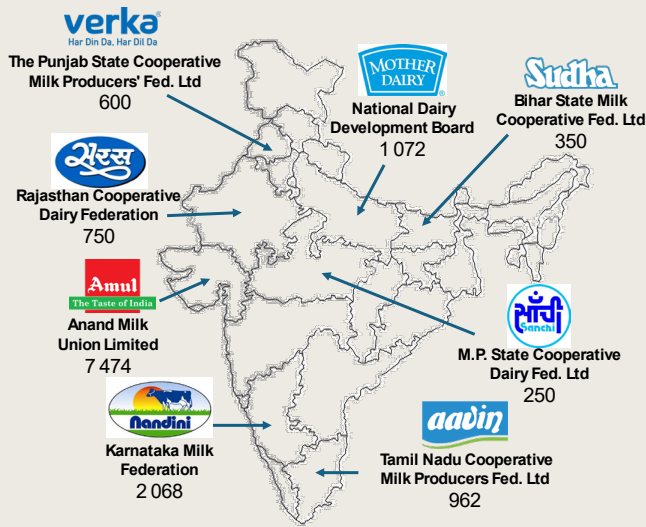 verka
Har Din Da, Har Dil Da
The Punjab State Cooperative
Milk Producers' Fed. Ltd
600
MOTHER
DAIRY
National Dairy
Development Board
1 072
Sudha
Bihar State Milk
Cooperative Fed. Ltd
350
सरस
Rajasthan Cooperative
Dairy Federation
750
Amul
The Taste of India
Anand Milk
Union Limited
7 474
साँची
Sanchi
M.P. State Cooperative
Dairy Fed. Ltd
250
nandini
Karnataka Milk
Federation
2 068
aavin
Tamil Nadu Cooperative
Milk Producers Fed. Ltd
962